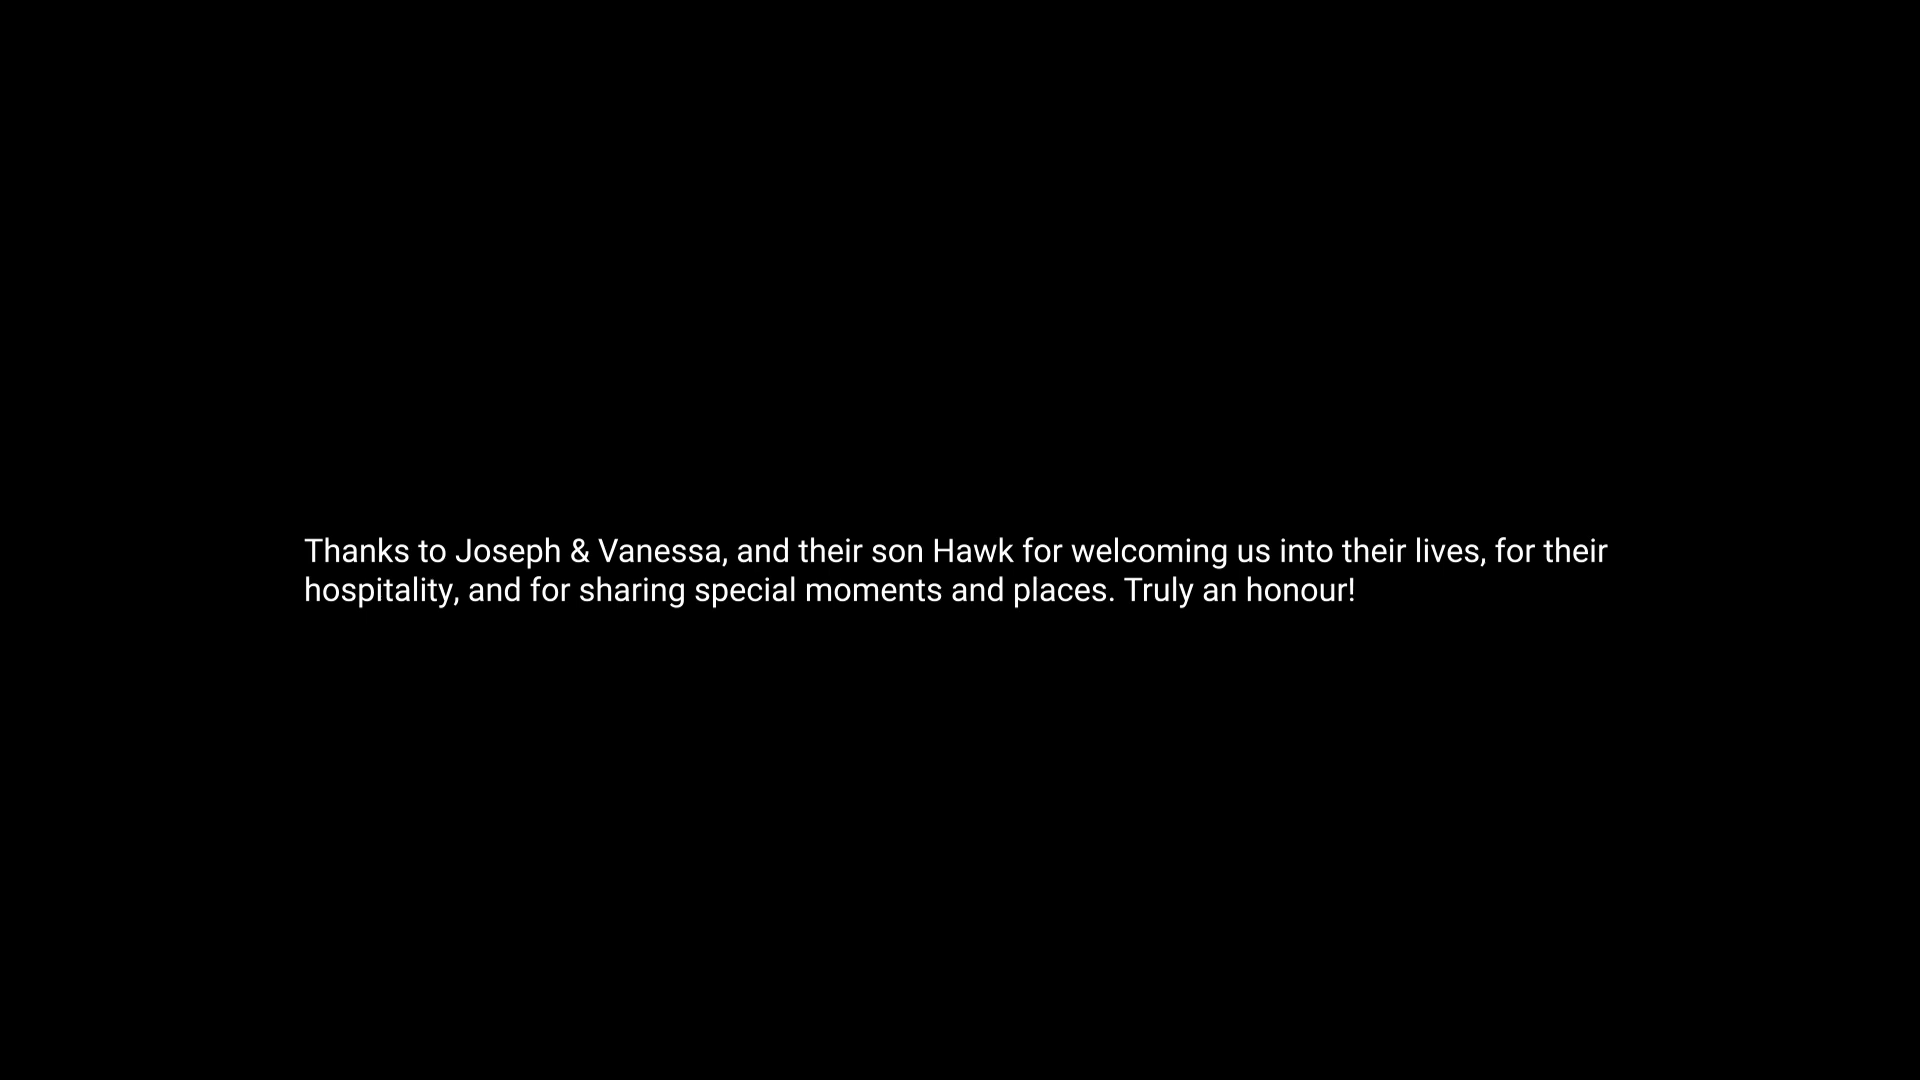 Thanks to Joseph & Vanessa, and their son Hawk for welcoming us into their lives, for their
hospitality, and for sharing special moments and places. Truly an honour!